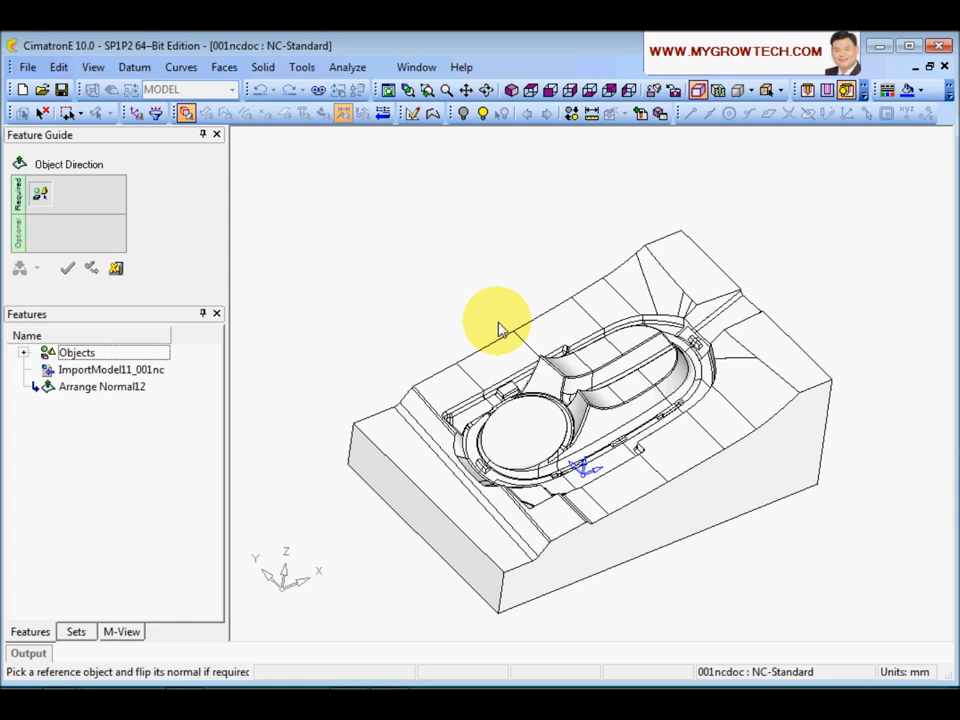 CimatronE 10.0 - SP1P2 64-Bit Edition - [001ncdoc : NC-Standard]
WWW.MYGROWTECH.COM
File Edit View Datum Curves Faces Solid Tools Analyze Window Help
MODEL
XYZ
Feature Guide
Object Direction
Required
Optional
Features
Name
Objects
ImportModel11_001nc
Arrange Normal12
Y Z X
Features Sets M-View
Output
Pick a reference object and flip its normal if required
001ncdoc : NC-Standard
Units: mm